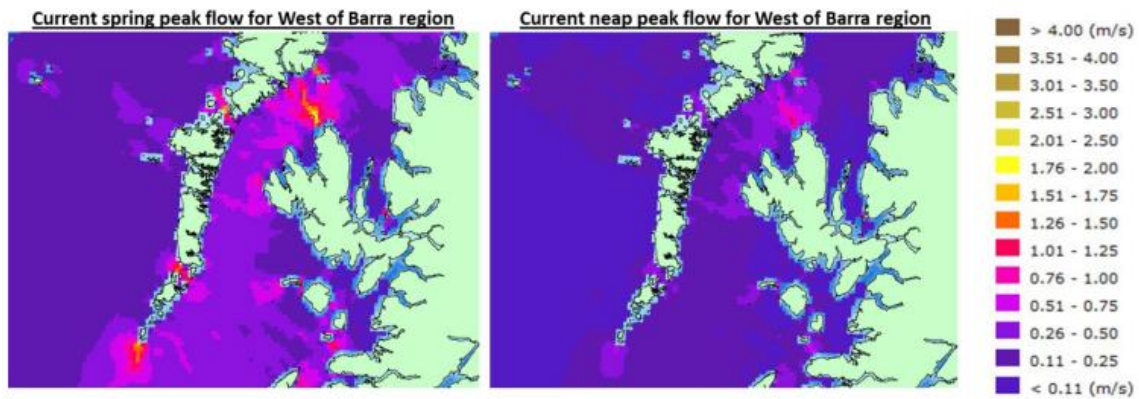 Current spring peak flow for West of Barra region
Current neap peak flow for West of Barra region
> 4.00 (m/s)
3.51 - 4.00
3.01 - 3.50
2.51 - 3.00
2.01 - 2.50
1.76 - 2.00
1.51 - 1.75
1.26 - 1.50
1.01 - 1.25
0.76 - 1.00
0.51 - 0.75
0.26 - 0.50
0.11 - 0.25
< 0.11 (m/s)